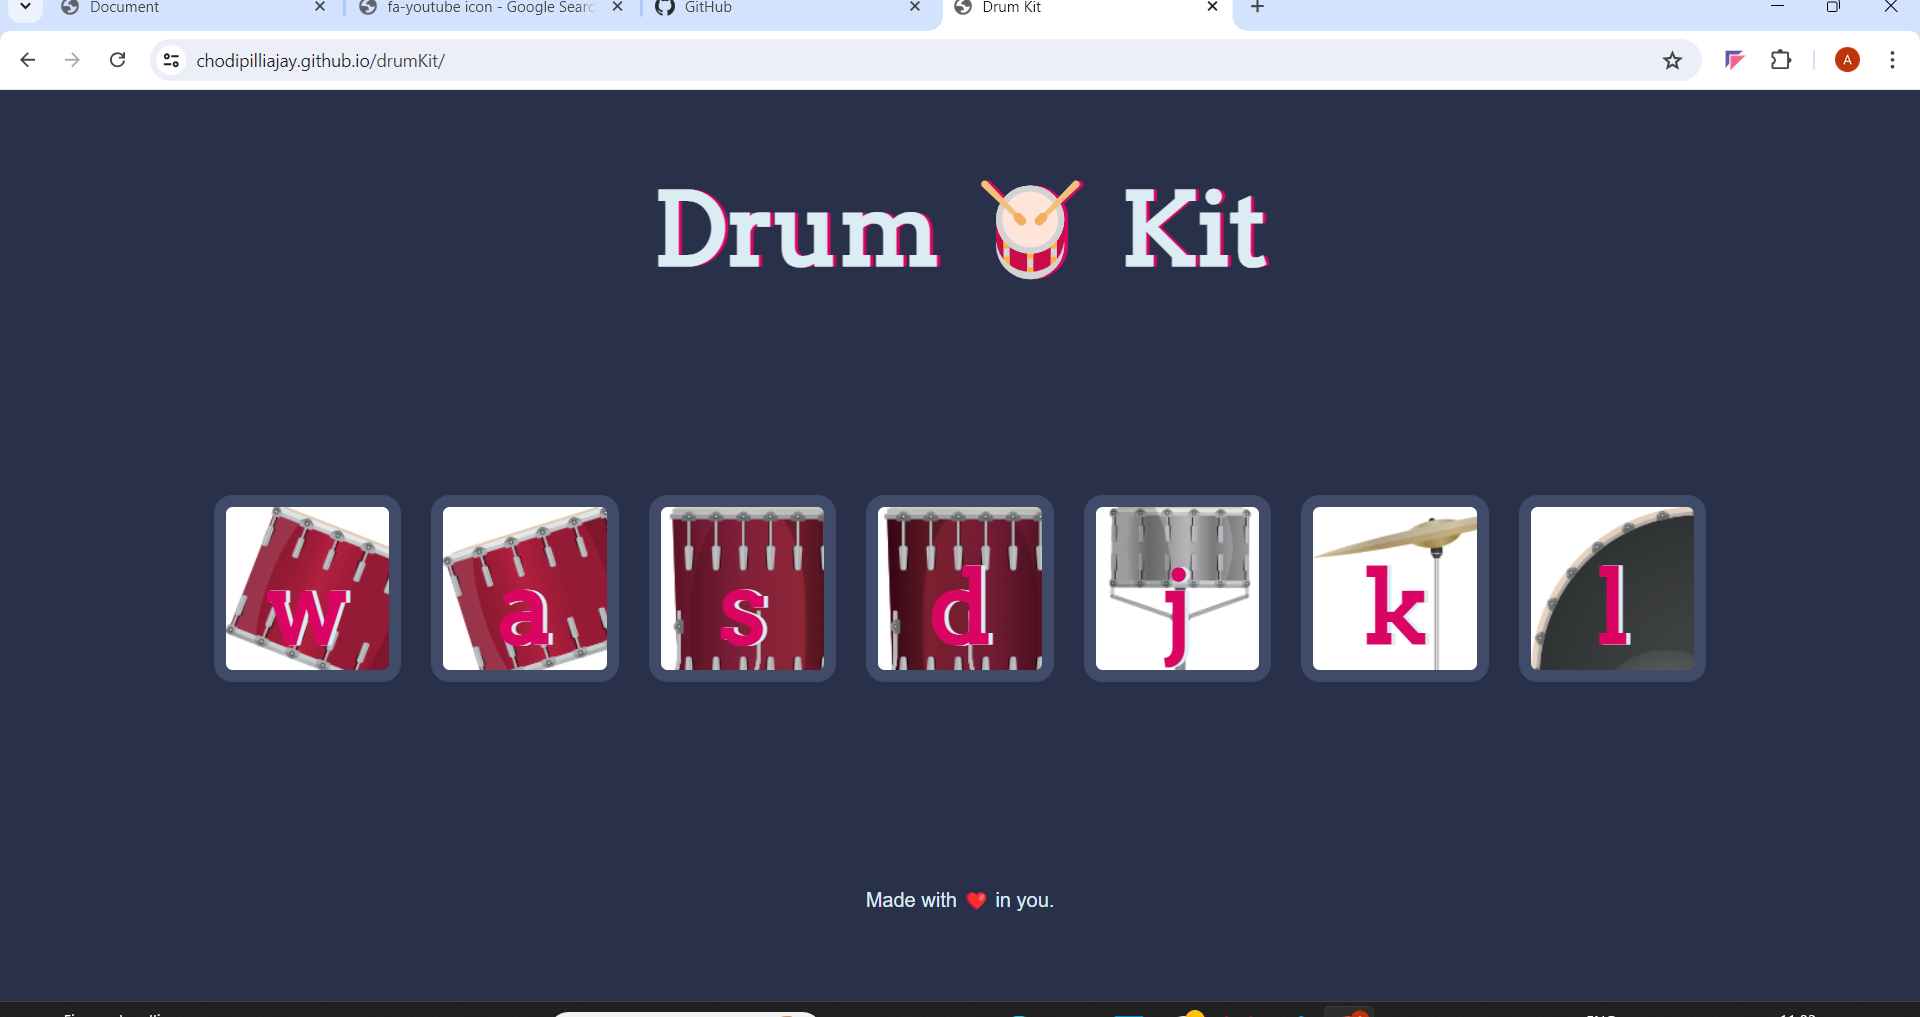 Document
fa-youtube icon - Google Searc
GitHub
Drum Kit
chodipilliajay.github.io/drumKit/
A
Drum 🥁 Kit
w
a
s
d
j
k
l
Made with ❤️ in you.